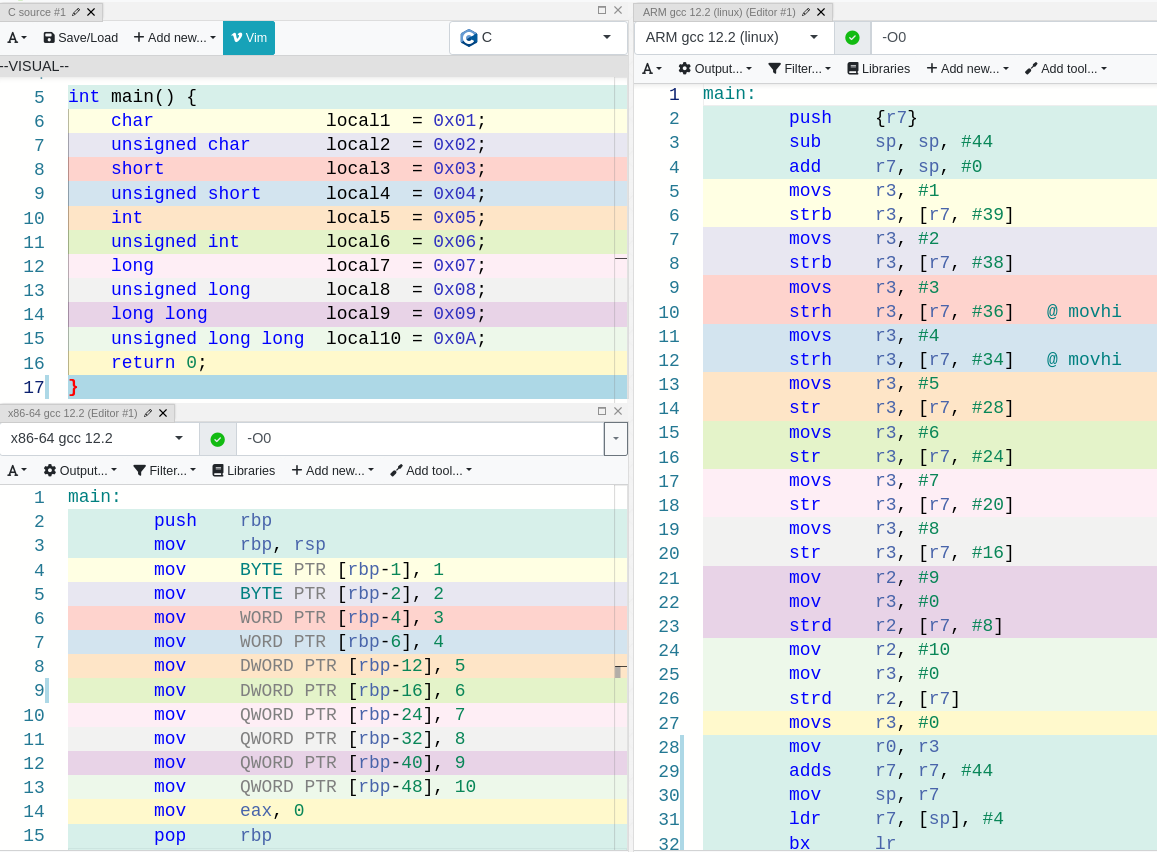 C source #1
A Save/Load + Add new... Vim C
--VISUAL--
5 int main() {
6 char local1 = 0x01;
7 unsigned char local2 = 0x02;
8 short local3 = 0x03;
9 unsigned short local4 = 0x04;
10 int local5 = 0x05;
11 unsigned int local6 = 0x06;
12 long local7 = 0x07;
13 unsigned long local8 = 0x08;
14 long long local9 = 0x09;
15 unsigned long long local10 = 0x0A;
16 return 0;
17 }
x86-64 gcc 12.2 (Editor #1)
x86-64 gcc 12.2 -O0
A Output... Filter... Libraries + Add new... Add tool...
1 main:
2 push rbp
3 mov rbp, rsp
4 mov BYTE PTR [rbp-1], 1
5 mov BYTE PTR [rbp-2], 2
6 mov WORD PTR [rbp-4], 3
7 mov WORD PTR [rbp-6], 4
8 mov DWORD PTR [rbp-12], 5
9 mov DWORD PTR [rbp-16], 6
10 mov QWORD PTR [rbp-24], 7
11 mov QWORD PTR [rbp-32], 8
12 mov QWORD PTR [rbp-40], 9
13 mov QWORD PTR [rbp-48], 10
14 mov eax, 0
15 pop rbp
ARM gcc 12.2 (linux) (Editor #1)
ARM gcc 12.2 (linux) -O0
A Output... Filter... Libraries + Add new... Add tool...
1 main:
2 push {r7}
3 sub sp, sp, #44
4 add r7, sp, #0
5 movs r3, #1
6 strb r3, [r7, #39]
7 movs r3, #2
8 strb r3, [r7, #38]
9 movs r3, #3
10 strh r3, [r7, #36] @ movhi
11 movs r3, #4
12 strh r3, [r7, #34] @ movhi
13 movs r3, #5
14 str r3, [r7, #28]
15 movs r3, #6
16 str r3, [r7, #24]
17 movs r3, #7
18 str r3, [r7, #20]
19 movs r3, #8
20 str r3, [r7, #16]
21 mov r2, #9
22 mov r3, #0
23 strd r2, [r7, #8]
24 mov r2, #10
25 mov r3, #0
26 strd r2, [r7]
27 movs r3, #0
28 mov r0, r3
29 adds r7, r7, #44
30 mov sp, r7
31 ldr r7, [sp], #4
32 bx lr